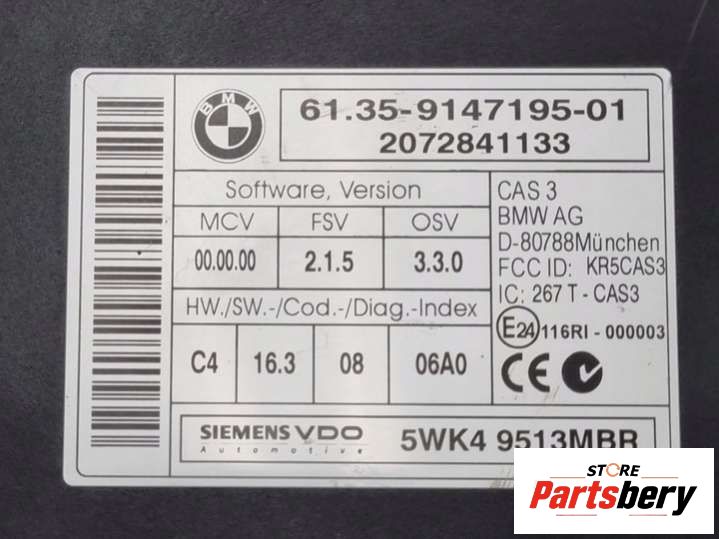 BMW
61.35-9147195-01
2072841133
Software, Version
MCV FSV OSV
00.00.00 2.1.5 3.3.0
HW./SW.-/Cod.-/Diag.-Index
C4 16.3 08 06A0
CAS 3
BMW AG
D-80788München
FCC ID: KR5CAS3
IC: 267 T - CAS3
E24 116RI - 000003
CE
SIEMENS VDO
Automotive
5WK4 9513MBR
STORE
Partsbery